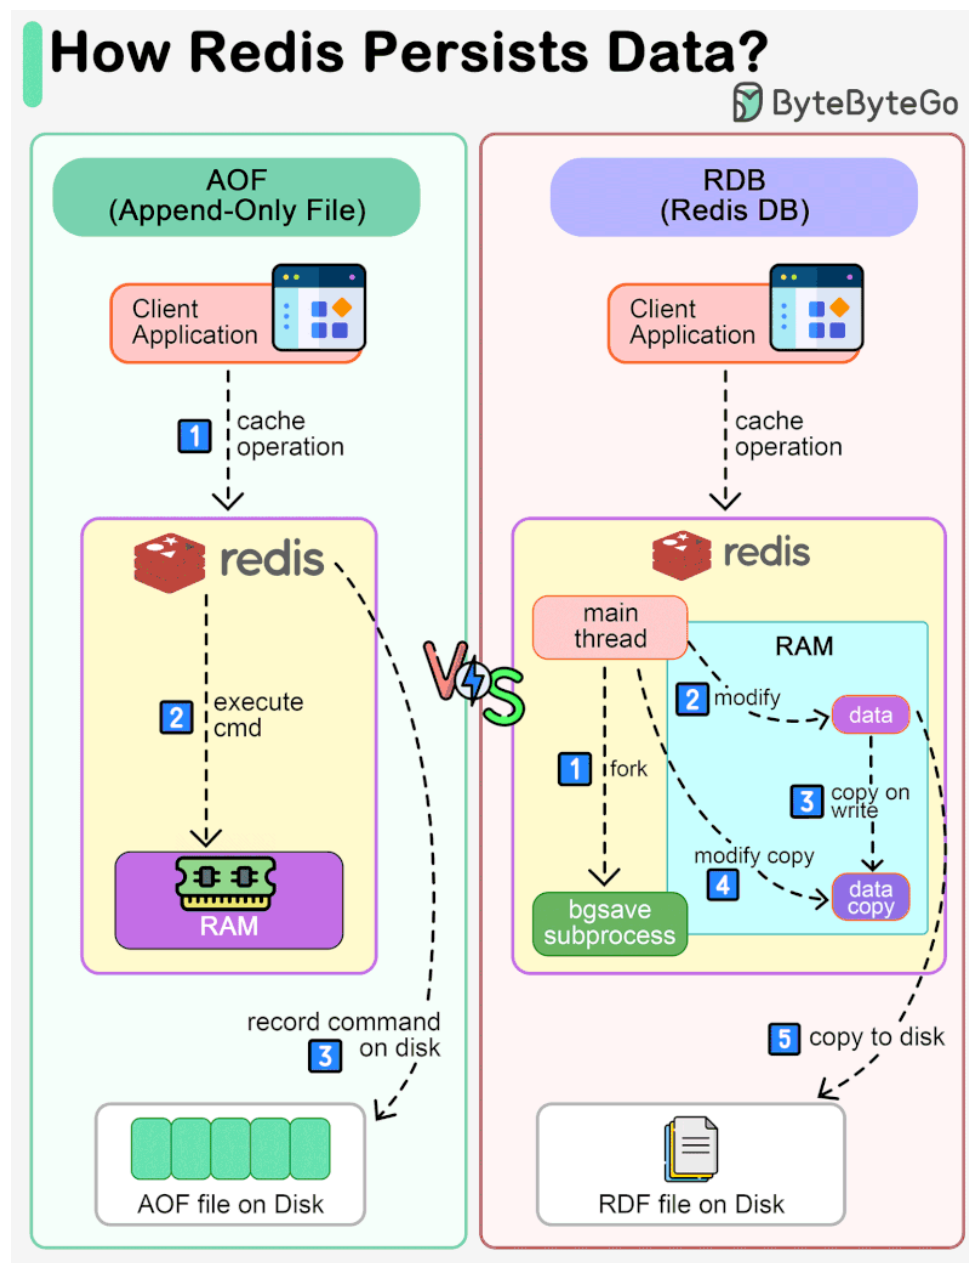 How Redis Persists Data?
ByteByteGo
AOF
(Append-Only File)
Client
Application
1
cache
operation
redis
2
execute
cmd
RAM
record command
3
on disk
AOF file on Disk
VS
RDB
(Redis DB)
Client
Application
cache
operation
redis
main
thread
RAM
2
modify
data
1
fork
3
copy on
write
modify copy
4
data
copy
bgsave
subprocess
5
copy to disk
RDF file on Disk